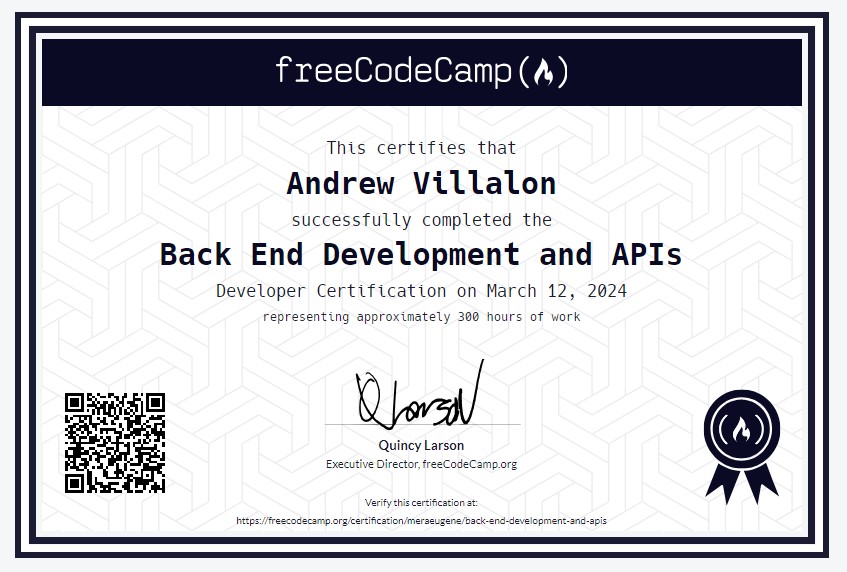 freeCodeCamp
This certifies that
Andrew Villalon
successfully completed the
Back End Development and APIs
Developer Certification on March 12, 2024
representing approximately 300 hours of work
Q Larson
Quincy Larson
Executive Director, freeCodeCamp.org
Verify this certification at:
https://freecodecamp.org/certification/meraeugene/back-end-development-and-apis